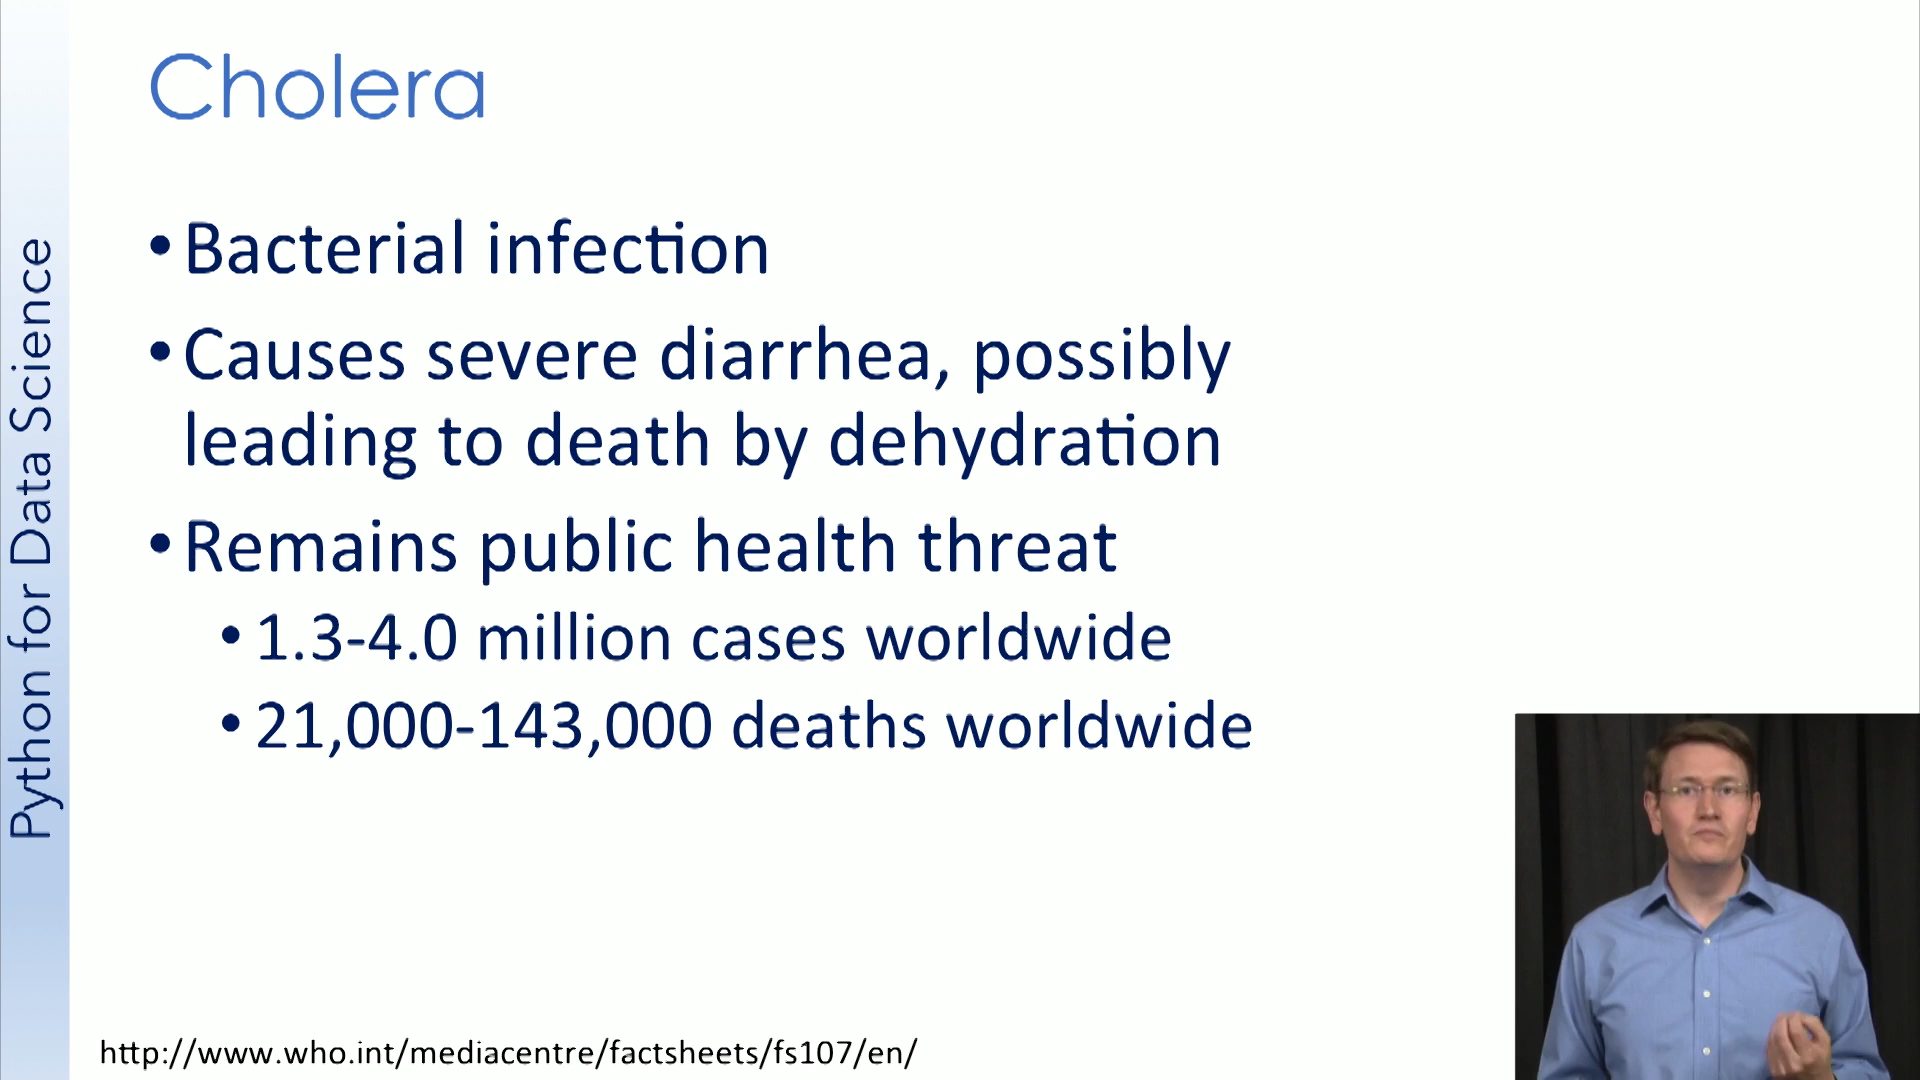 Cholera
• Bacterial infection
• Causes severe diarrhea, possibly
leading to death by dehydration
• Remains public health threat
• 1.3-4.0 million cases worldwide
• 21,000-143,000 deaths worldwide
http://www.who.int/mediacentre/factsheets/fs107/en/
Python for Data Science